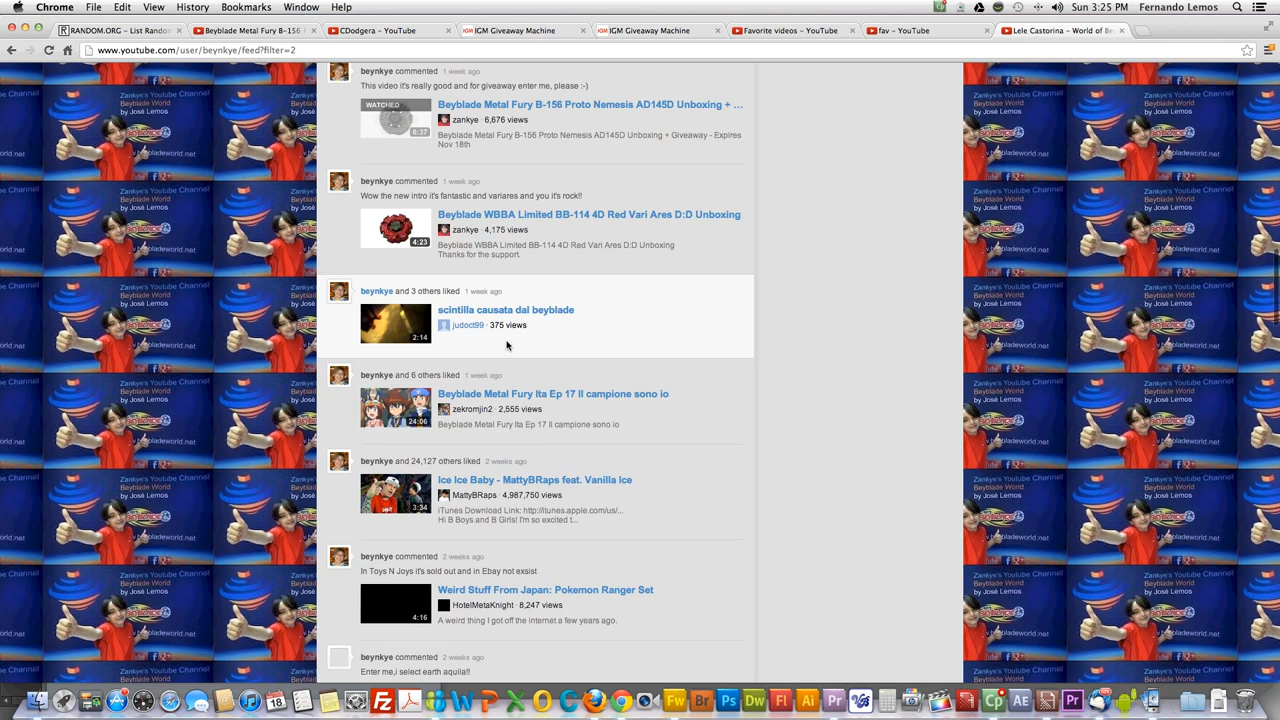 Chrome File Edit View History Bookmarks Window Help Sun 3:25 PM Fernando Lemos
RANDOM.ORG - List Random
Beyblade Metal Fury B-156
CDodgera - YouTube
IGM Giveaway Machine
IGM Giveaway Machine
Favorite videos - YouTube
fav - YouTube
Lele Castorina - World of Be
www.youtube.com/user/beynkye/feed?filter=2
beynkye commented 1 week ago
This video it's really good and for giveaway enter me, please :-)
WATCHED
6:37
Beyblade Metal Fury B-156 Proto Nemesis AD145D Unboxing + ...
zankye · 6,676 views
Beyblade Metal Fury B-156 Proto Nemesis AD145D Unboxing + Giveaway - Expires
Nov 18th
beynkye commented 1 week ago
Wow the new intro it's fantastic and variares and you it's rock!!
4:23
Beyblade WBBA Limited BB-114 4D Red Vari Ares D:D Unboxing
zankye · 4,175 views
Beyblade WBBA Limited BB-114 4D Red Vari Ares D:D Unboxing
Thanks for the support.
beynkye and 3 others liked 1 week ago
2:14
scintilla causata dal beyblade
judoct99 · 375 views
beynkye and 6 others liked 1 week ago
24:06
Beyblade Metal Fury Ita Ep 17 Il campione sono io
zekromjin2 · 2,555 views
Beyblade Metal Fury Ita Ep 17 Il campione sono io
beynkye and 24,127 others liked 2 weeks ago
3:34
Ice Ice Baby - MattyBRaps feat. Vanilla Ice
MattyBRaps · 4,987,750 views
iTunes Download Link: http://itunes.apple.com/us/...
Hi B Boys and B Girls! I'm so excited t...
beynkye commented 2 weeks ago
In Toys N Joys it's sold out and in Ebay not exsist
4:16
Weird Stuff From Japan: Pokemon Ranger Set
HotelMetaKnight · 8,247 views
A weird thing I got off the internet a few years ago.
beynkye commented 2 weeks ago
Enter me,i select earth aquila!!
Zankye's Youtube Channel
Beyblade World
by José Lemos